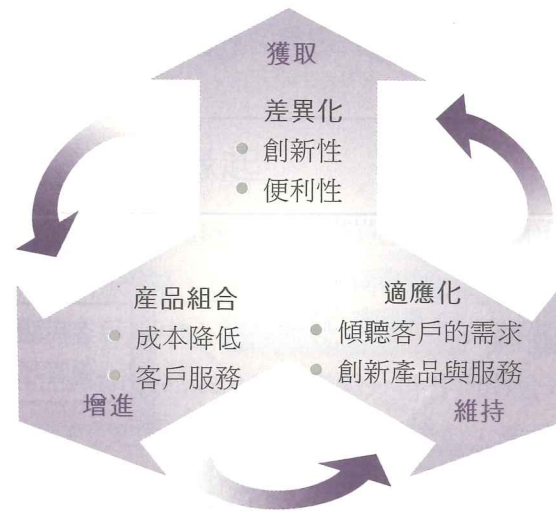 獲取
差異化
創新性
便利性
產品組合
成本降低
客戶服務
增進
適應化
傾聽客戶的需求
創新產品與服務
維持